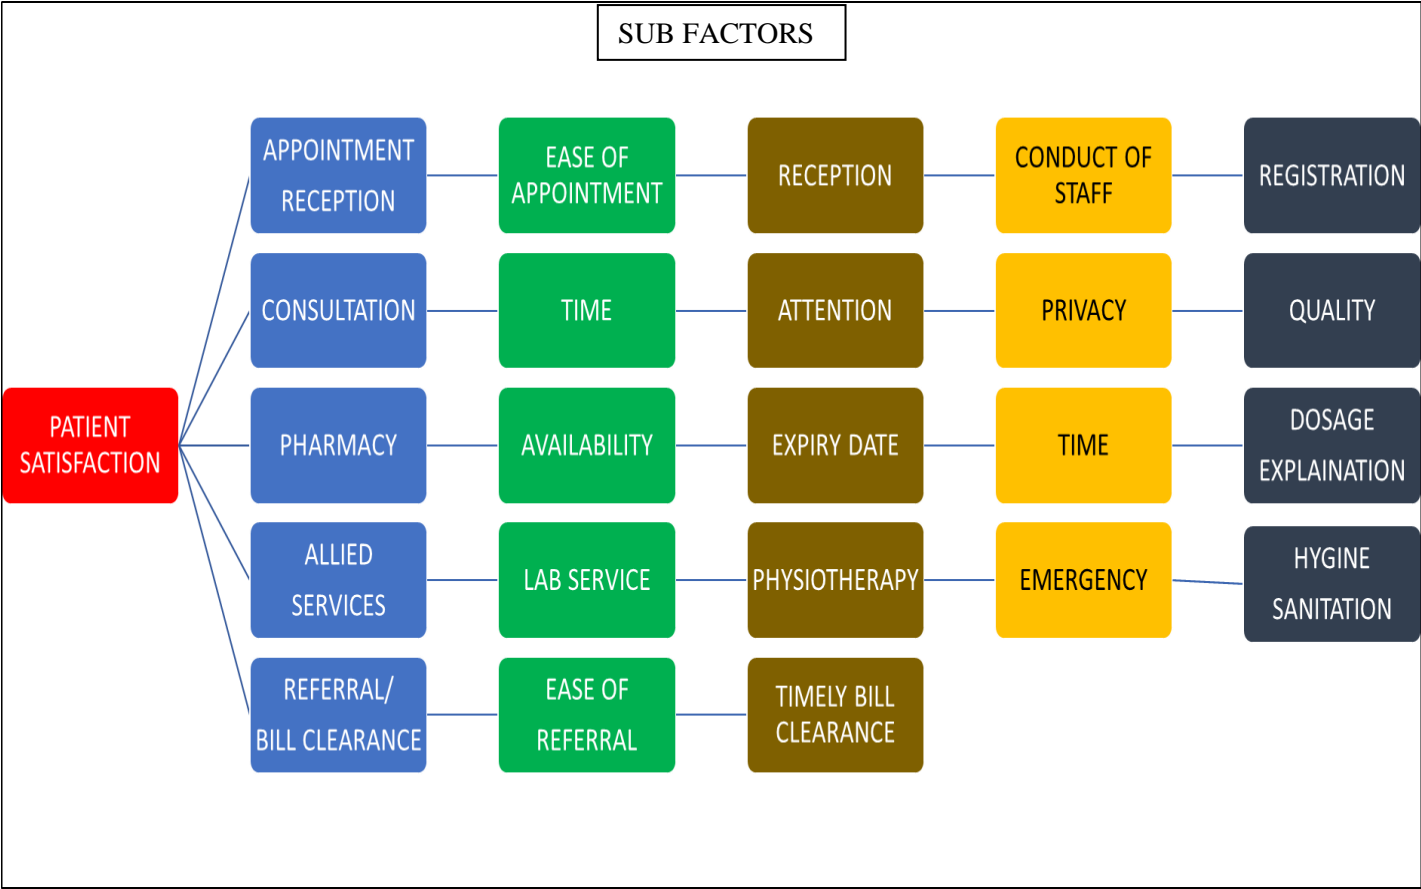 SUB FACTORS
APPOINTMENT
RECEPTION
EASE OF
APPOINTMENT
RECEPTION
CONDUCT OF
STAFF
REGISTRATION
CONSULTATION
TIME
ATTENTION
PRIVACY
QUALITY
PATIENT
SATISFACTION
PHARMACY
AVAILABILITY
EXPIRY DATE
TIME
DOSAGE
EXPLAINATION
ALLIED
SERVICES
LAB SERVICE
PHYSIOTHERAPY
EMERGENCY
HYGINE
SANITATION
REFERRAL/
BILL CLEARANCE
EASE OF
REFERRAL
TIMELY BILL
CLEARANCE